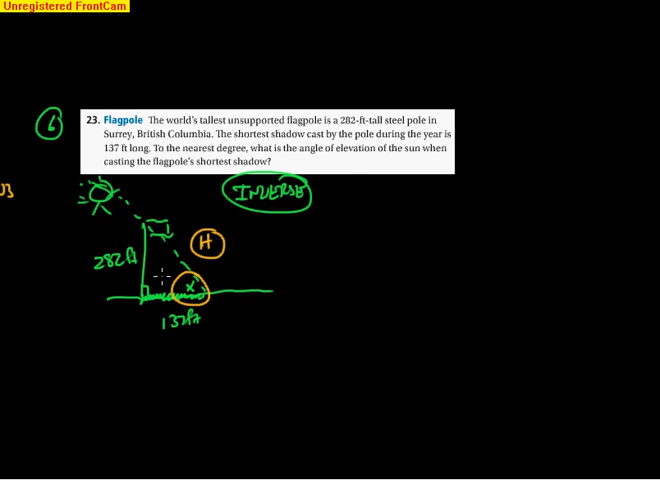 Unregistered FrontCam
6
23. Flagpole The world's tallest unsupported flagpole is a 282-ft-tall steel pole in
Surrey, British Columbia. The shortest shadow cast by the pole during the year is
137 ft long. To the nearest degree, what is the angle of elevation of the sun when
casting the flagpole's shortest shadow?
INVERSE
H
282 ft
x
137 ft